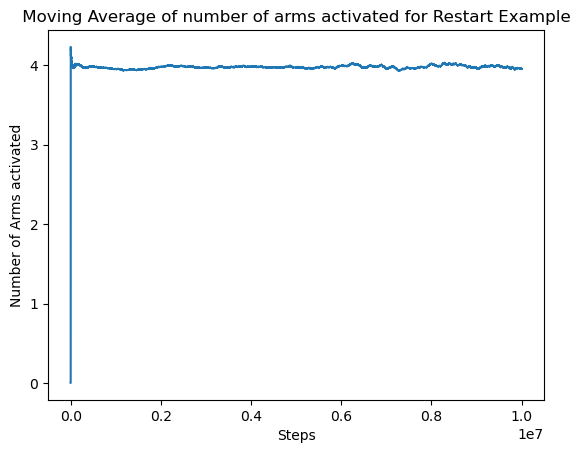 Moving Average of number of arms activated for Restart Example
Number of Arms activated
4
3
2
1
0
0.0 0.2 0.4 0.6 0.8 1.0
1e7
Steps